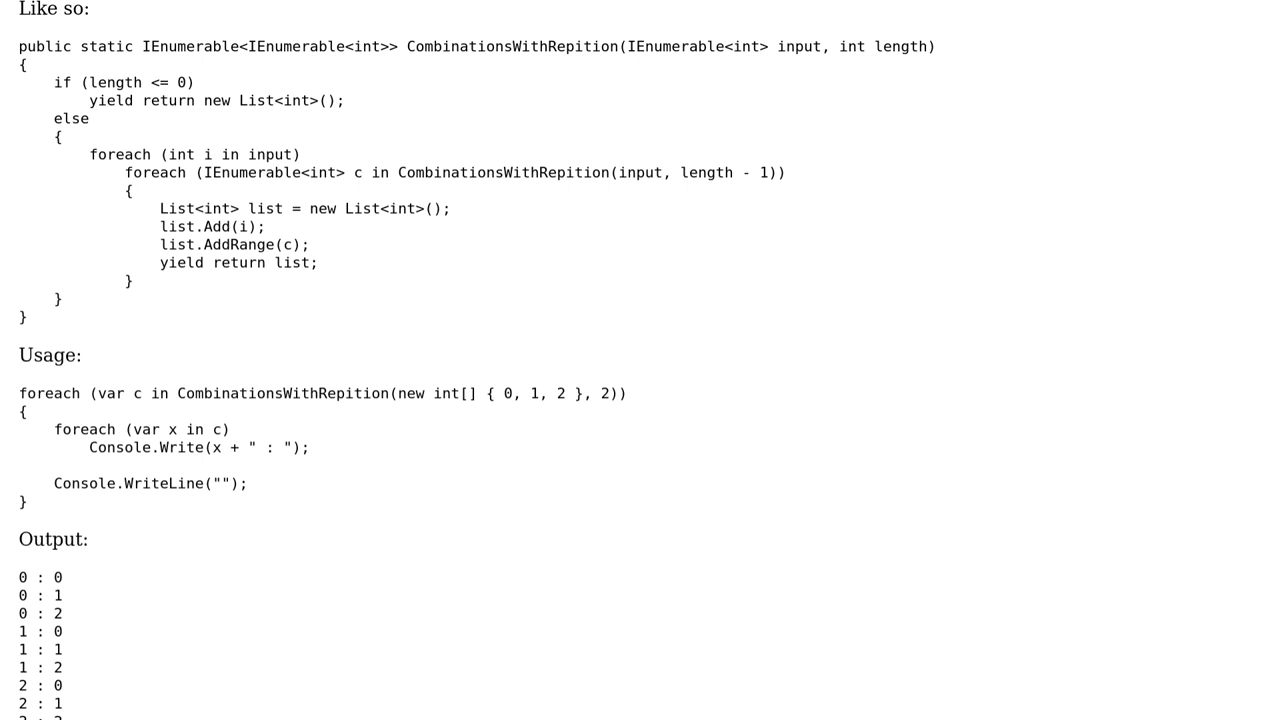 Like so:
public static IEnumerable<IEnumerable<int>> CombinationsWithRepition(IEnumerable<int> input, int length)
{
    if (length <= 0)
        yield return new List<int>();
    else
    {
        foreach (int i in input)
            foreach (IEnumerable<int> c in CombinationsWithRepition(input, length - 1))
            {
                List<int> list = new List<int>();
                list.Add(i);
                list.AddRange(c);
                yield return list;
            }
    }
}
Usage:
foreach (var c in CombinationsWithRepition(new int[] { 0, 1, 2 }, 2))
{
    foreach (var x in c)
        Console.Write(x + " : ");
    Console.WriteLine("");
}
Output:
0 : 0
0 : 1
0 : 2
1 : 0
1 : 1
1 : 2
2 : 0
2 : 1